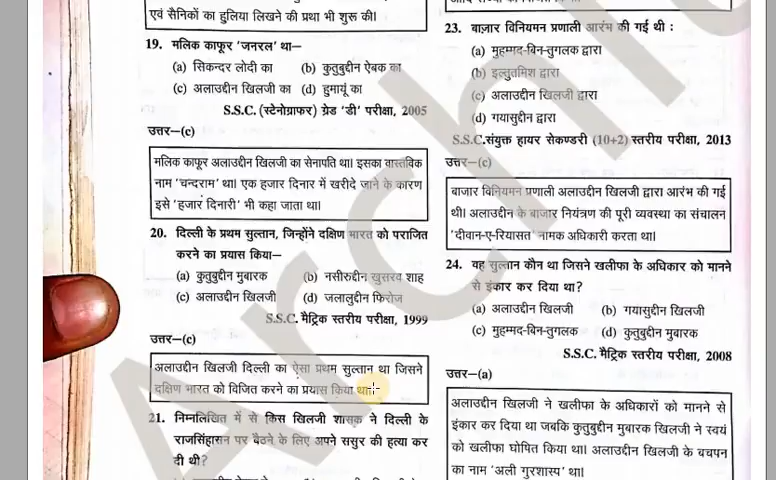 एवं सैनिकों का हुलिया लिखने की प्रथा भी शुरू की।
19. मलिक काफूर 'जनरल' था—
(a) सिकन्दर लोदी का (b) कुतुबुद्दीन ऐबक का
(c) अलाउद्दीन खिलजी का (d) हुमायूं का
S.S.C. (स्टेनोग्राफर) ग्रेड 'डी' परीक्षा, 2005
उत्तर—(c)
मलिक काफूर अलाउद्दीन खिलजी का सेनापति था। इसका वास्तविक
नाम 'चन्दराम' था। एक हजार दिनार में खरीदे जाने के कारण
इसे 'हजार दिनारी' भी कहा जाता था।
20. दिल्ली के प्रथम सुल्तान, जिन्होंने दक्षिण भारत को पराजित
करने का प्रयास किया—
(a) कुतुबुद्दीन मुबारक (b) नसीरुद्दीन खुसरव शाह
(c) अलाउद्दीन खिलजी (d) जलालुद्दीन फिरोज
S.S.C. मैट्रिक स्तरीय परीक्षा, 1999
उत्तर—(c)
अलाउद्दीन खिलजी दिल्ली का ऐसा प्रथम सुल्तान था जिसने
दक्षिण भारत को विजित करने का प्रयास किया था।
21. निम्नलिखित में से किस खिलजी शासक ने दिल्ली के
राजसिंहासन पर बैठने के लिए अपने ससुर की हत्या कर
दी थी?
23. बाज़ार विनियमन प्रणाली आरंभ की गई थी :
(a) मुहम्मद-बिन-तुगलक द्वारा
(b) इल्तुतमिश द्वारा
(c) अलाउद्दीन खिलजी द्वारा
(d) गयासुद्दीन द्वारा
S.S.C.संयुक्त हायर सेकण्डरी (10+2) स्तरीय परीक्षा, 2013
उत्तर—(c)
बाजार विनियमन प्रणाली अलाउद्दीन खिलजी द्वारा आरंभ की गई
थी। अलाउद्दीन के बाजार नियंत्रण की पूरी व्यवस्था का संचालन
'दीवान-ए-रियासत' नामक अधिकारी करता था।
24. वह सुल्तान कौन था जिसने खलीफा के अधिकार को मानने
से इंकार कर दिया था?
(a) अलाउद्दीन खिलजी (b) गयासुद्दीन खिलजी
(c) मुहम्मद-बिन-तुगलक (d) कुतुबुद्दीन मुबारक
S.S.C. मैट्रिक स्तरीय परीक्षा, 2008
उत्तर—(a)
अलाउद्दीन खिलजी ने खलीफा के अधिकारों को मानने से
इंकार कर दिया था जबकि कुतुबुद्दीन मुबारक खिलजी ने स्वयं
को खलीफा घोषित किया था। अलाउद्दीन खिलजी के बचपन
का नाम 'अली गुरशास्प' था।